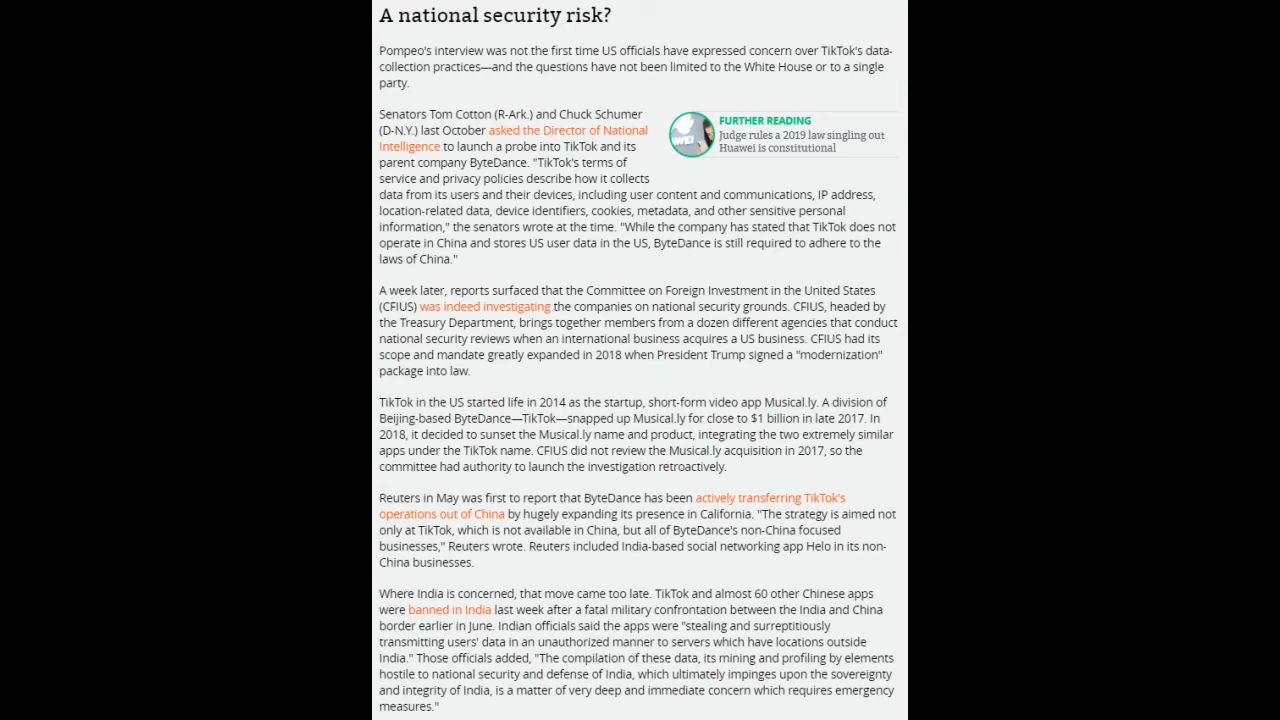 A national security risk?
Pompeo's interview was not the first time US officials have expressed concern over TikTok's data-
collection practices—and the questions have not been limited to the White House or to a single
party.
Senators Tom Cotton (R-Ark.) and Chuck Schumer
(D-N.Y.) last October asked the Director of National
Intelligence to launch a probe into TikTok and its
parent company ByteDance. "TikTok's terms of
service and privacy policies describe how it collects
FURTHER READING
Judge rules a 2019 law singling out
Huawei is constitutional
data from its users and their devices, including user content and communications, IP address,
location-related data, device identifiers, cookies, metadata, and other sensitive personal
information," the senators wrote at the time. "While the company has stated that TikTok does not
operate in China and stores US user data in the US, ByteDance is still required to adhere to the
laws of China."
A week later, reports surfaced that the Committee on Foreign Investment in the United States
(CFIUS) was indeed investigating the companies on national security grounds. CFIUS, headed by
the Treasury Department, brings together members from a dozen different agencies that conduct
national security reviews when an international business acquires a US business. CFIUS had its
scope and mandate greatly expanded in 2018 when President Trump signed a "modernization"
package into law.
TikTok in the US started life in 2014 as the startup, short-form video app Musical.ly. A division of
Beijing-based ByteDance—TikTok—snapped up Musical.ly for close to $1 billion in late 2017. In
2018, it decided to sunset the Musical.ly name and product, integrating the two extremely similar
apps under the TikTok name. CFIUS did not review the Musical.ly acquisition in 2017, so the
committee had authority to launch the investigation retroactively.
Reuters in May was first to report that ByteDance has been actively transferring TikTok's
operations out of China by hugely expanding its presence in California. "The strategy is aimed not
only at TikTok, which is not available in China, but all of ByteDance's non-China focused
businesses," Reuters wrote. Reuters included India-based social networking app Helo in its non-
China businesses.
Where India is concerned, that move came too late. TikTok and almost 60 other Chinese apps
were banned in India last week after a fatal military confrontation between the India and China
border earlier in June. Indian officials said the apps were "stealing and surreptitiously
transmitting users' data in an unauthorized manner to servers which have locations outside
India." Those officials added, "The compilation of these data, its mining and profiling by elements
hostile to national security and defense of India, which ultimately impinges upon the sovereignty
and integrity of India, is a matter of very deep and immediate concern which requires emergency
measures."